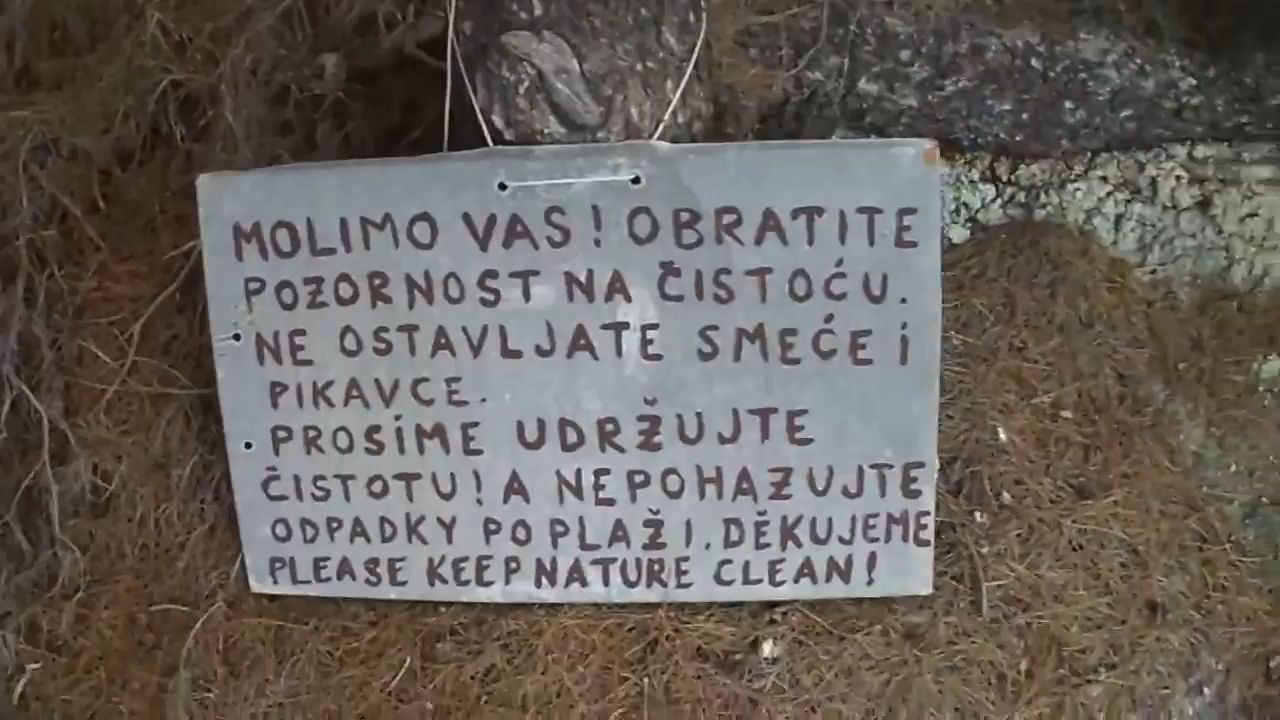 MOLIMO VAS! OBRATITE
POZORNOST NA ČISTOĆU.
NE OSTAVLJATE SMEĆE i
PIKAVCE.
PROSÍME UDRŽUJTE
ČISTOTU! A NEPOHAZUJTE
ODPADKY PO PLAŽI. DĚKUJEME
PLEASE KEEP NATURE CLEAN!